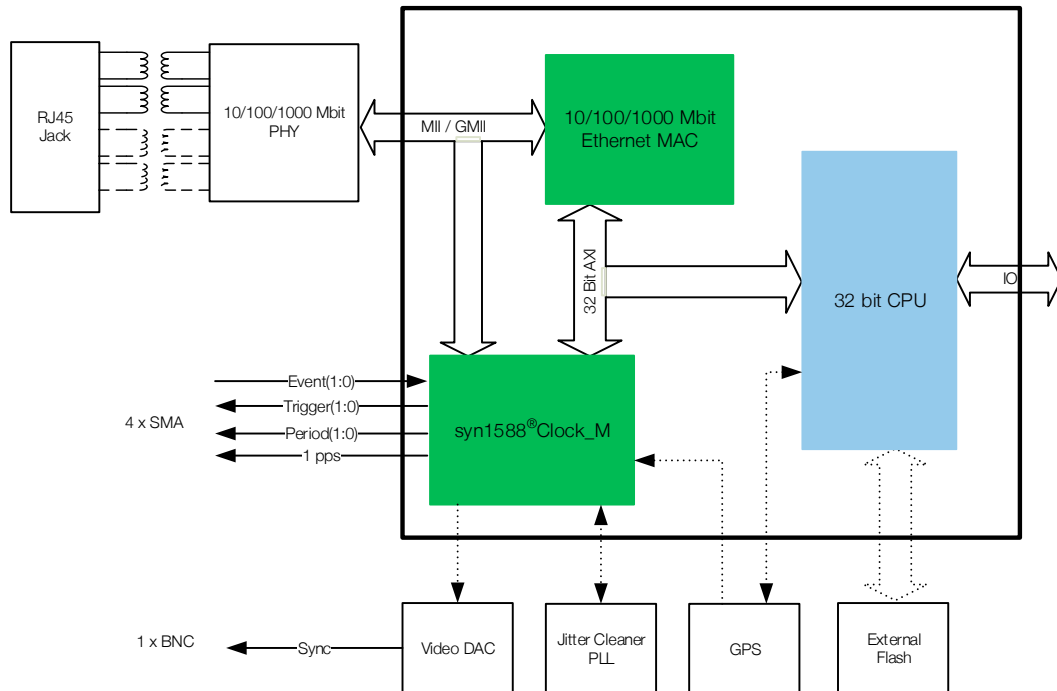 RJ45
Jack
10/100/1000 Mbit
PHY
MII / GMII
10/100/1000 Mbit
Ethernet MAC
32 Bit AXI
32 bit CPU
IO
4 x SMA
Event(1:0)
Trigger(1:0)
Period(1:0)
1 pps
syn1588®Clock_M
1 x BNC
Sync
Video DAC
Jitter Cleaner
PLL
GPS
External
Flash